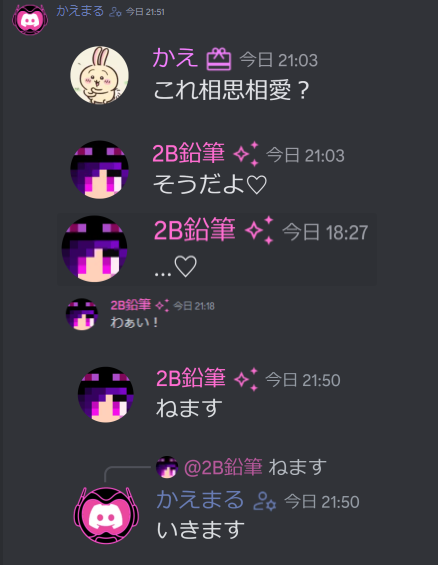 かえまる 今日 21:51
かえ 今日 21:03
これ相思相愛？
2B鉛筆 今日 21:03
そうだよ♡
2B鉛筆 今日 18:27
...♡
2B鉛筆 今日 21:18
わぁい！
2B鉛筆 今日 21:50
ねます
@2B鉛筆 ねます
かえまる 今日 21:50
いきます